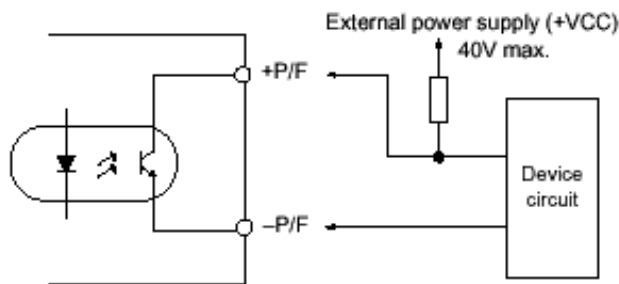 External power supply (+VCC)
40V max.
+P/F
Device
circuit
–P/F